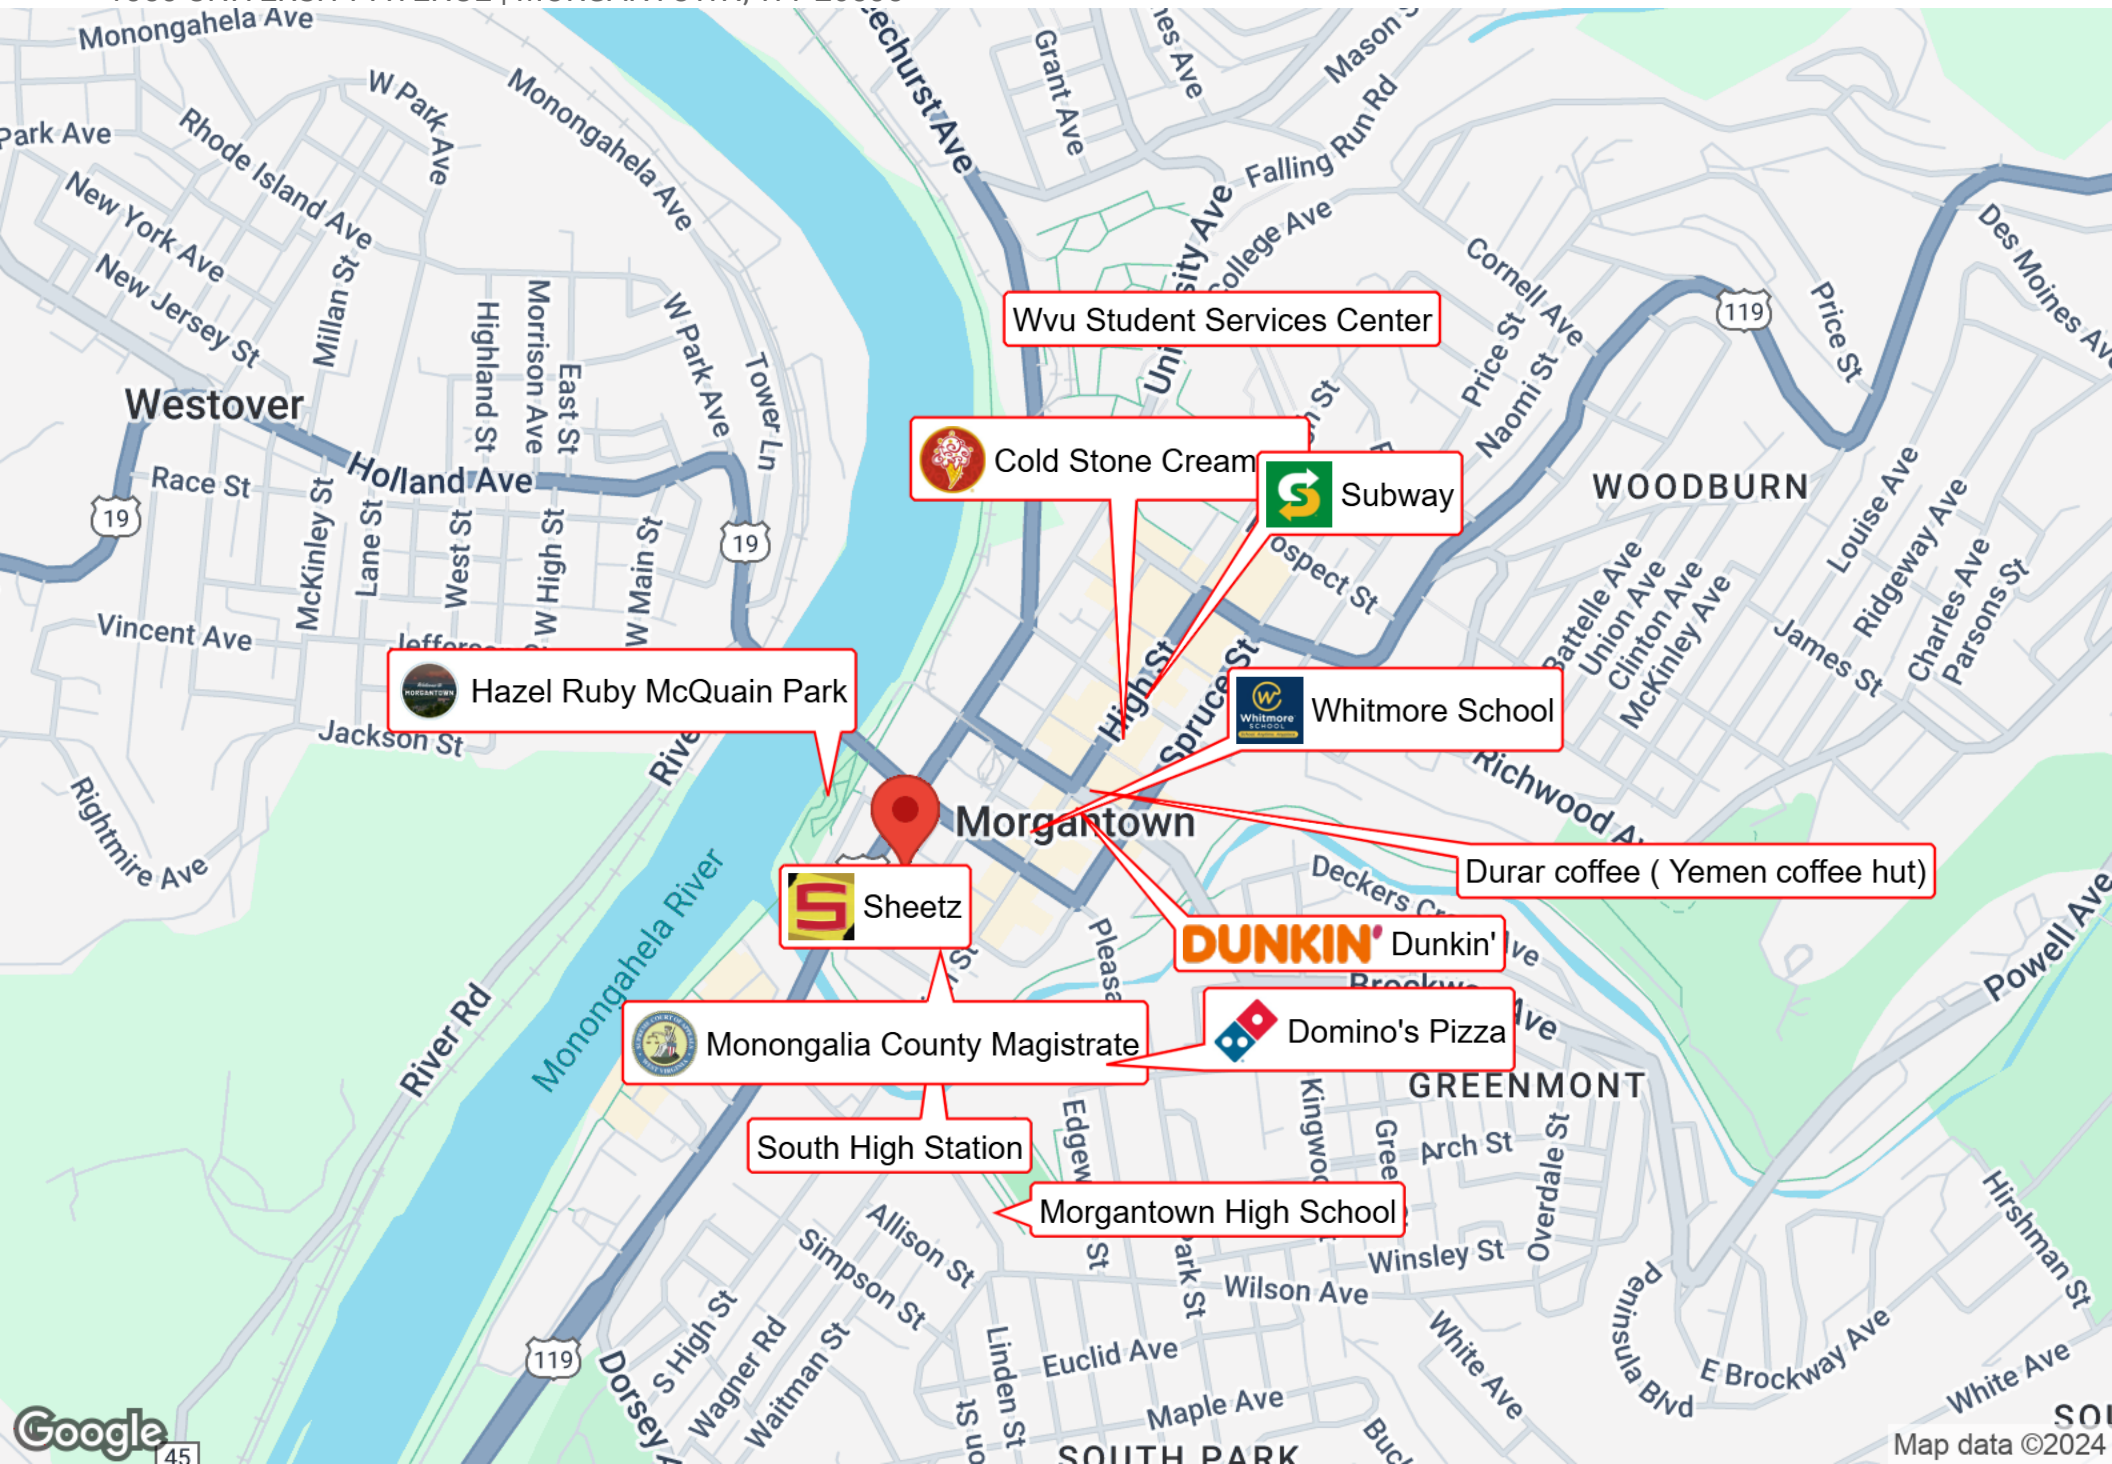 Monongahela Ave
W Park Ave
Monongahela Ave
Beechurst Ave
Grant Ave
Mason
Falling Run Rd
Park Ave
Rhode Island Ave
New York Ave
New Jersey St
Millan St
Highland St
Morrison Ave
East St
W Park Ave
Tower Ln
University Ave
College Ave
Cornell Ave
Price St
Naomi St
119
Price St
Des Moines Ave
Wvu Student Services Center
Westover
Holland Ave
Race St
19
19
McKinley St
Lane St
West St
W High St
W Main St
Vincent Ave
Cold Stone Cream
Subway
WOODBURN
Louise Ave
Ridgeway Ave
Charles Ave
Parsons St
Battelle Ave
Union Ave
Clinton Ave
McKinley Ave
James St
High St
Spruce St
MORGANTOWN
Hazel Ruby McQuain Park
Whitmore
SCHOOL
Whitmore School
Jackson St
Rightmire Ave
Richwood
Morgantown
Durar coffee ( Yemen coffee hut)
Deckers
Sheetz
DUNKIN'
Dunkin'
Powell Ave
Monongahela River
River Rd
Monongalia County Magistrate
Domino's Pizza
GREENMONT
South High Station
Arch St
Overdale St
Morgantown High School
Hirshman St
Allison St
Simpson St
Winsley St
Wilson Ave
119
S High St
Wagner Rd
Waitman St
Linden St
Euclid Ave
Maple Ave
White Ave
Peninsula Blvd
E Brockway Ave
White Ave
Dorsey
SOUTH PARK
Google
45
Map data ©2024